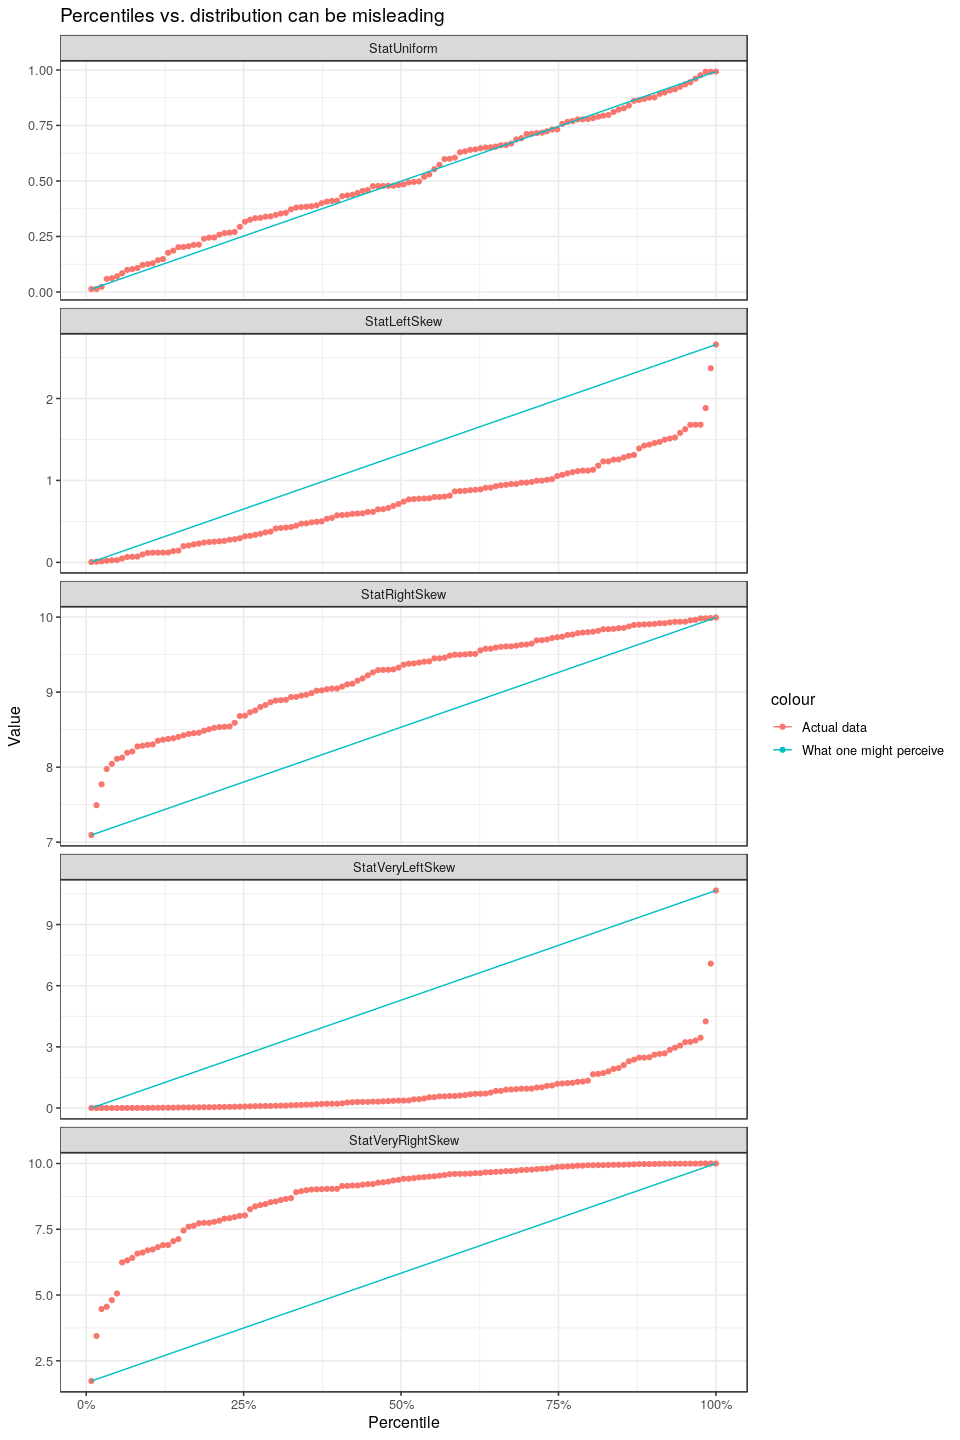 Percentiles vs. distribution can be misleading
StatUniform
1.00
0.75
0.50
0.25
0.00
StatLeftSkew
2
1
0
StatRightSkew
10
9
8
7
StatVeryLeftSkew
9
6
3
0
StatVeryRightSkew
10.0
7.5
5.0
2.5
0% 25% 50% 75% 100%
Percentile
Value
colour
Actual data
What one might perceive